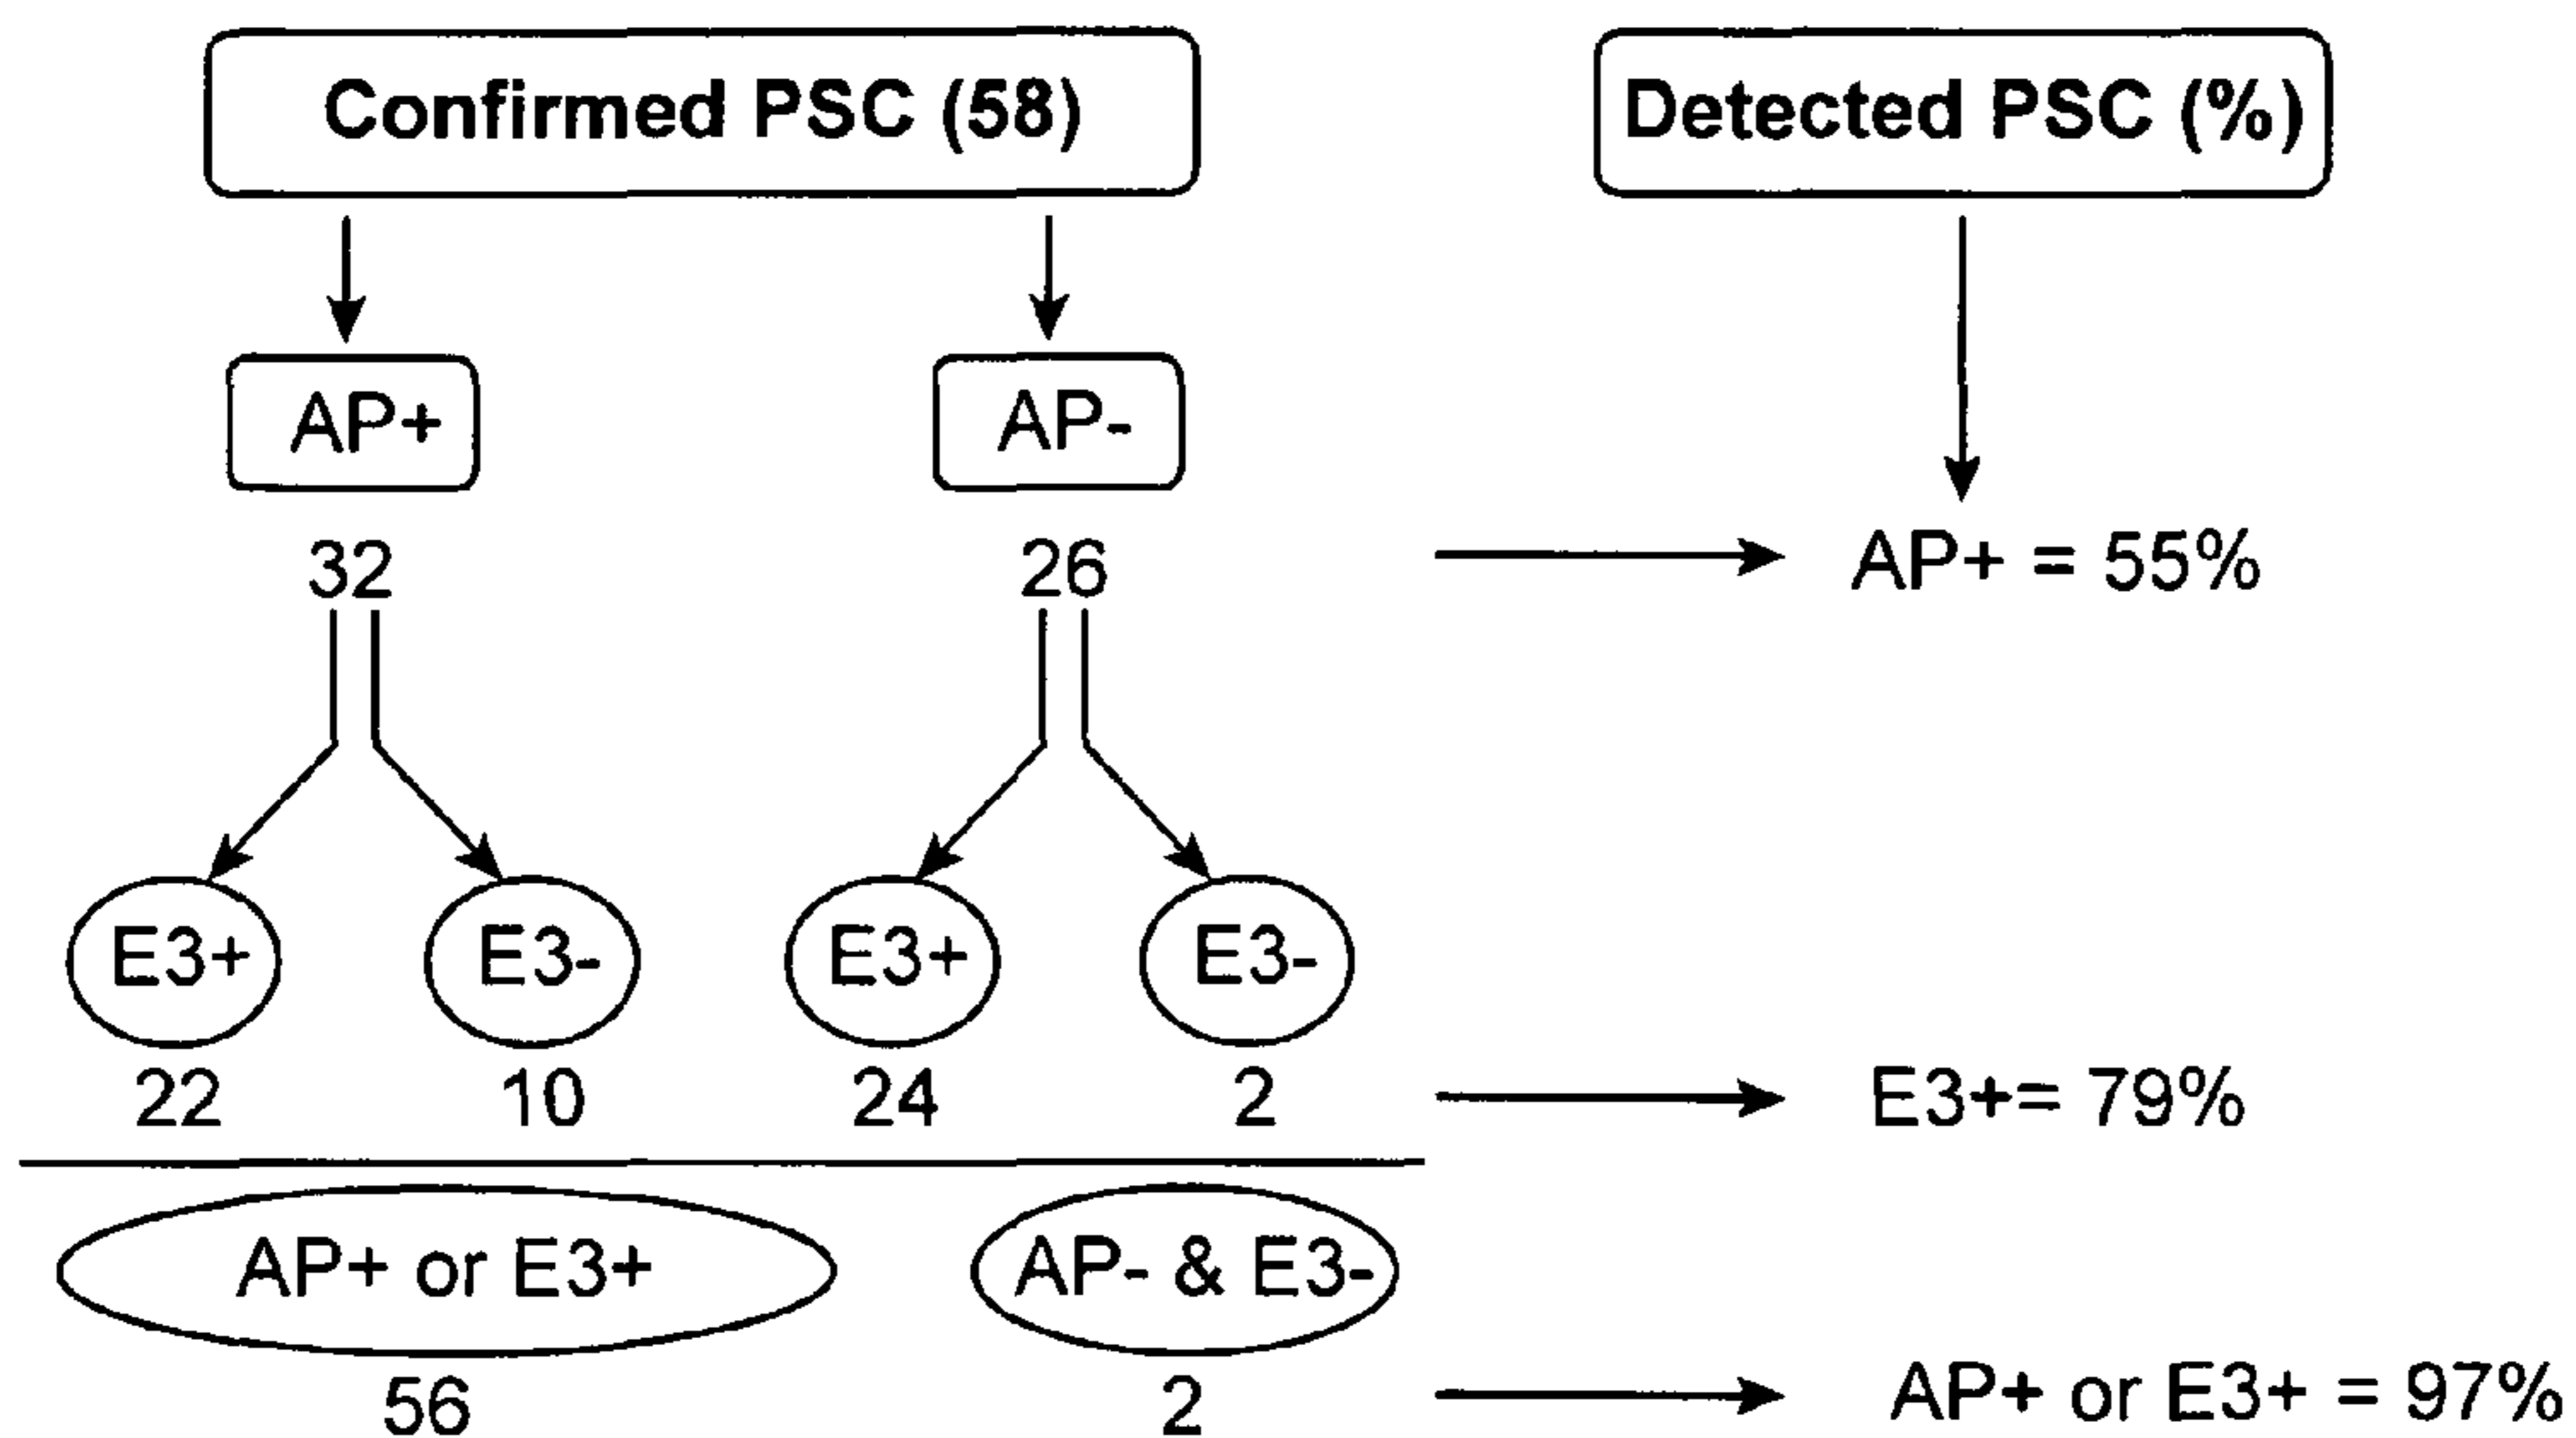 Confirmed PSC (58) Detected PSC (%)
AP+ AP-
32 26 AP+ = 55%
E3+ E3- E3+ E3-
22 10 24 2 E3+= 79%
AP+ or E3+ AP- & E3-
56 2 AP+ or E3+ = 97%